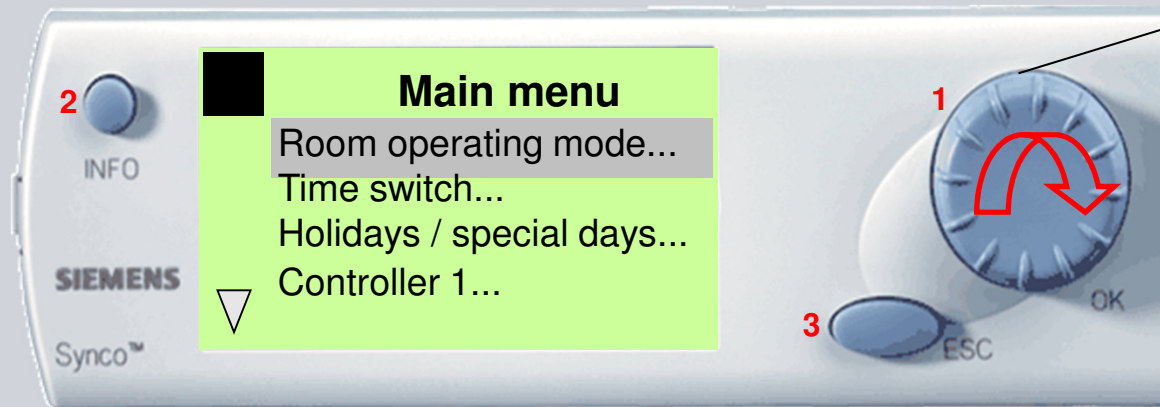 2
INFO
SIEMENS
Synco™
Main menu
Room operating mode...
Time switch...
Holidays / special days...
Controller 1...
1
OK
3
ESC